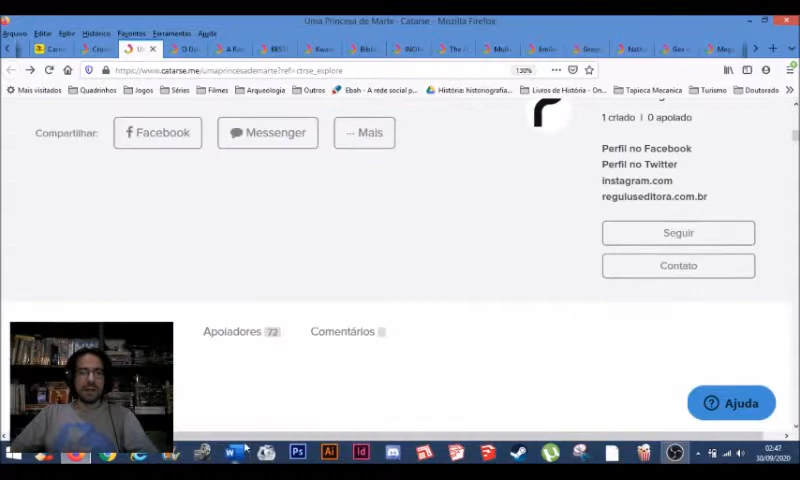 Uma Princesa de Marte - Catarse - Mozilla Firefox
Arquivo Editar Exibir Histórico Favoritos Ferramentas Ajuda
https://www.catarse.me/umaprincesademarte?ref=ctrse_explore
130%
Mais visitados Quadrinhos Jogos Séries Filmes Arqueologia Outros Ebah - A rede social p... História: historiografia... Livros de História - On... Tapioca Mecanica Turismo Doutorado
Compartilhar: Facebook Messenger ··· Mais
1 criado | 0 apoiado
Perfil no Facebook
Perfil no Twitter
instagram.com
reguluseditora.com.br
Seguir
Contato
Apoiadores 72 Comentários
Ajuda
Ps Ai Id
02:47
30/09/2020